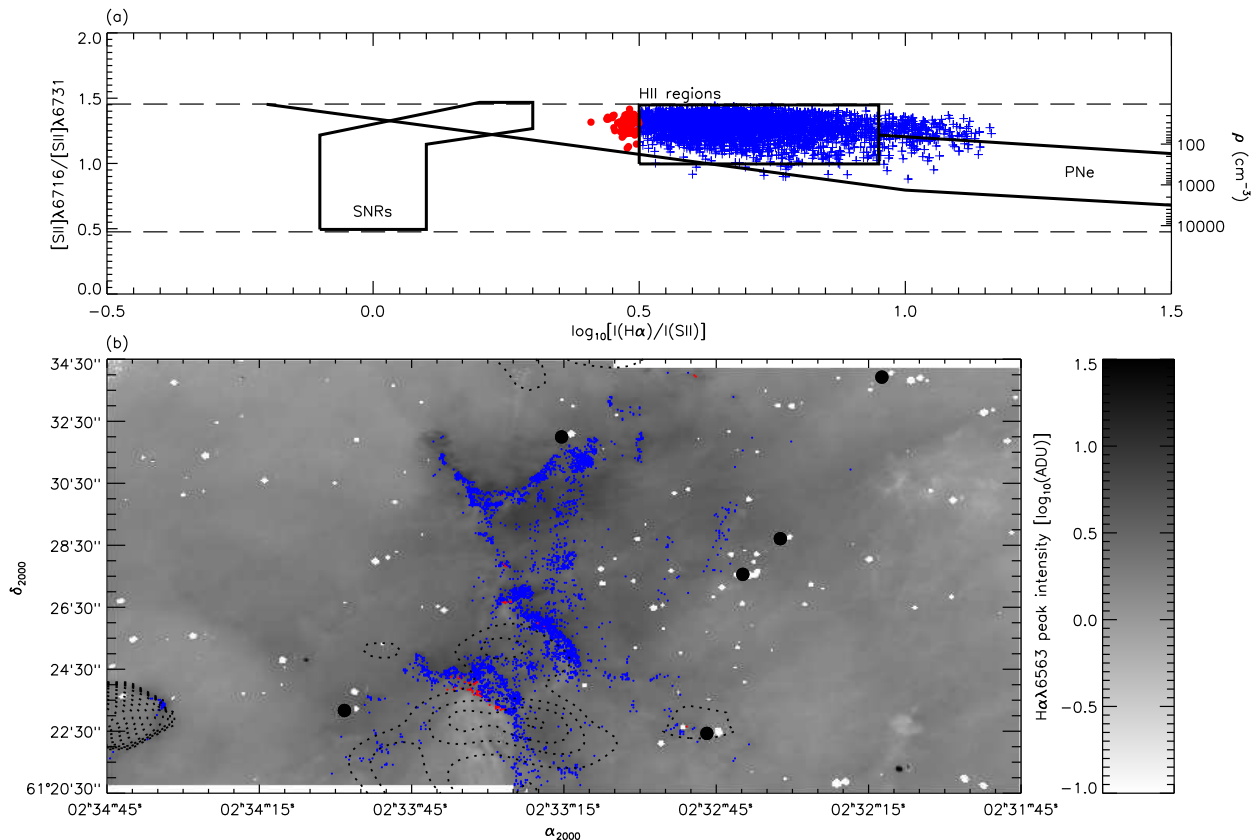 (a)
2.0
1.5
1.0
0.5
0.0
[SII]λ6716/[SII]λ6731
HII regions
SNRs
PNe
100
1000
10000
ρ (cm⁻³)
−0.5
0.0
0.5
1.0
1.5
log₁₀[I(Hα)/I(SII)]
(b)
34'30''
32'30''
30'30''
28'30''
26'30''
24'30''
22'30''
61°20'30''
δ₂₀₀₀
02ʰ34ᵐ45ˢ
02ʰ34ᵐ15ˢ
02ʰ33ᵐ45ˢ
02ʰ33ᵐ15ˢ
02ʰ32ᵐ45ˢ
02ʰ32ᵐ15ˢ
02ʰ31ᵐ45ˢ
α₂₀₀₀
Hαλ6563 peak intensity [log₁₀(ADU)]
1.5
1.0
0.5
0.0
−0.5
−1.0